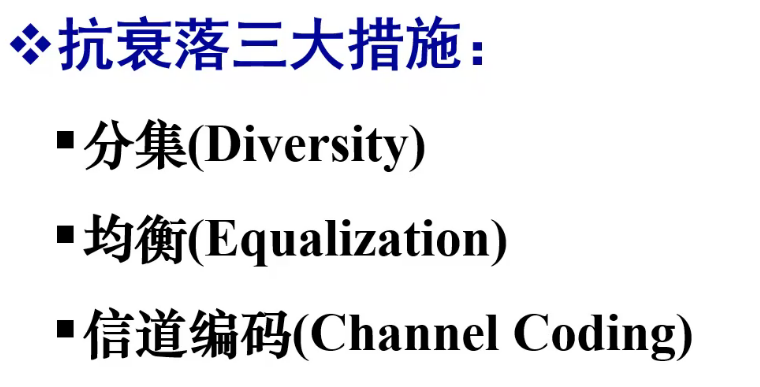 ❖抗衰落三大措施：
▪分集(Diversity)
▪均衡(Equalization)
▪信道编码(Channel Coding)